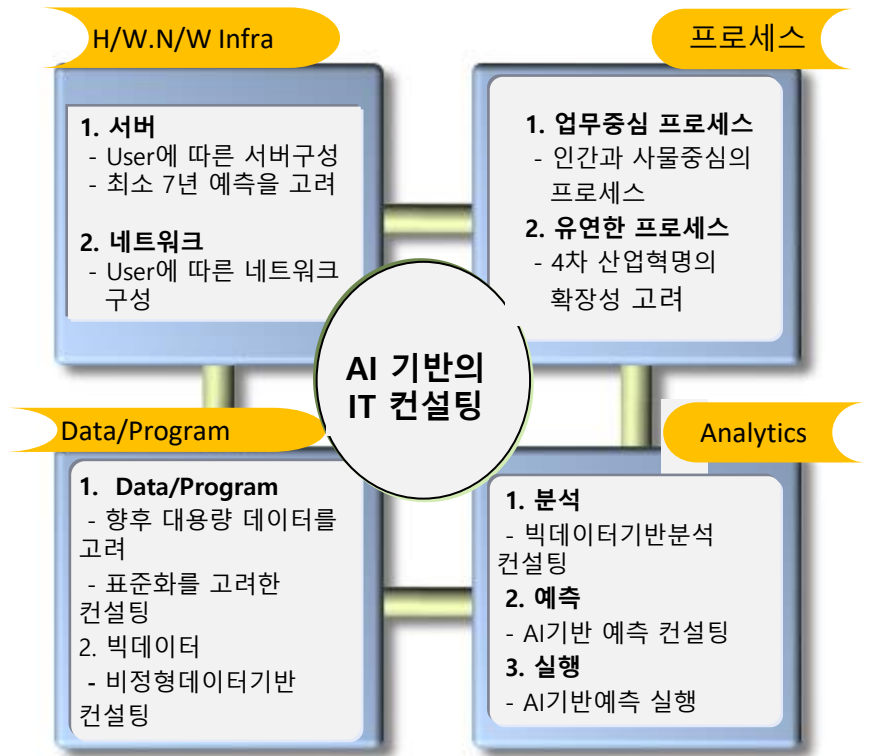 H/W.N/W Infra
1. 서버
- User에 따른 서버구성
- 최소 7년 예측을 고려
2. 네트워크
- User에 따른 네트워크
구성
프로세스
1. 업무중심 프로세스
- 인간과 사물중심의
프로세스
2. 유연한 프로세스
- 4차 산업혁명의
확장성 고려
AI 기반의
IT 컨설팅
Data/Program
1. Data/Program
- 향후 대용량 데이터를
고려
- 표준화를 고려한
컨설팅
2. 빅데이터
- 비정형데이터기반
컨설팅
Analytics
1. 분석
- 빅데이터기반분석
컨설팅
2. 예측
- AI기반 예측 컨설팅
3. 실행
- AI기반예측 실행